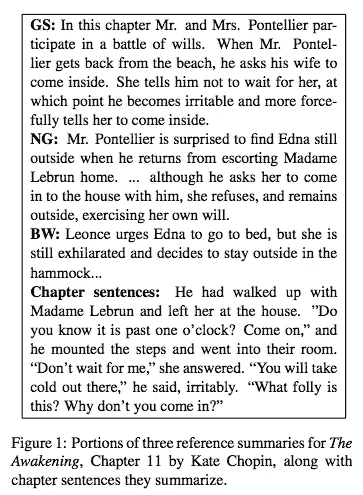 GS: In this chapter Mr. and Mrs. Pontellier par-
ticipate in a battle of wills. When Mr. Pontel-
lier gets back from the beach, he asks his wife to
come inside. She tells him not to wait for her, at
which point he becomes irritable and more force-
fully tells her to come inside.
NG: Mr. Pontellier is surprised to find Edna still
outside when he returns from escorting Madame
Lebrun home. ... although he asks her to come
in to the house with him, she refuses, and remains
outside, exercising her own will.
BW: Leonce urges Edna to go to bed, but she is
still exhilarated and decides to stay outside in the
hammock...
Chapter sentences: He had walked up with
Madame Lebrun and left her at the house. ”Do
you know it is past one o’clock? Come on,” and
he mounted the steps and went into their room.
“Don’t wait for me,” she answered. “You will take
cold out there,” he said, irritably. “What folly is
this? Why don’t you come in?”
Figure 1: Portions of three reference summaries for The
Awakening, Chapter 11 by Kate Chopin, along with
chapter sentences they summarize.